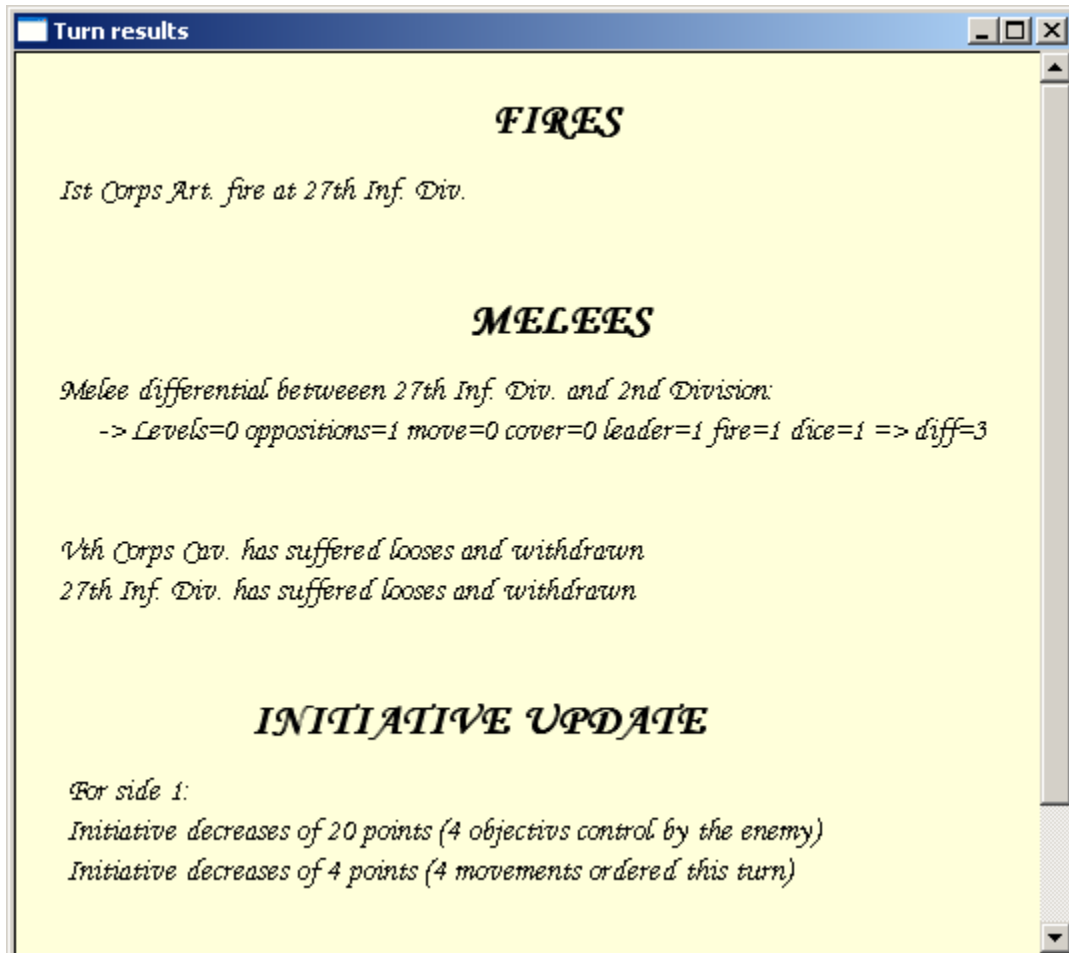 Turn results
FIRES
Ist Corps Art. fire at 27th Inf. Div.
MELEES
Melee differential betweeen 27th Inf. Div. and 2nd Division:
-> Levels=0 oppositions=1 move=0 cover=0 leader=1 fire=1 dice=1 => diff=3
Vth Corps Cav. has suffered looses and withdrawn
27th Inf. Div. has suffered looses and withdrawn
INITIATIVE UPDATE
For side 1:
Initiative decreases of 20 points (4 objectivs control by the enemy)
Initiative decreases of 4 points (4 movements ordered this turn)